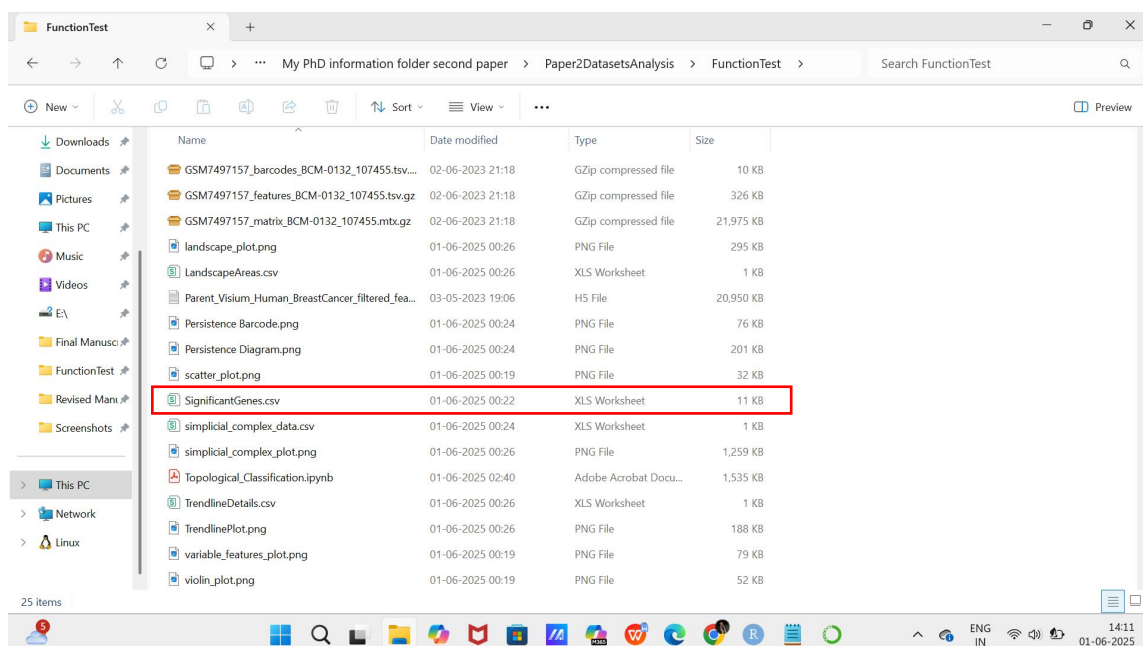 FunctionTest
My PhD information folder second paper > Paper2DatasetsAnalysis > FunctionTest >
Search FunctionTest
New
Sort
View
Preview
Name Date modified Type Size
Downloads
Documents
Pictures
This PC
Music
Videos
E:\
Final Manusc
FunctionTest
Revised Manu
Screenshots
This PC
Network
Linux
GSM7497157_barcodes_BCM-0132_107455.tsv.... 02-06-2023 21:18 GZip compressed file 10 KB
GSM7497157_features_BCM-0132_107455.tsv.gz 02-06-2023 21:18 GZip compressed file 326 KB
GSM7497157_matrix_BCM-0132_107455.mtx.gz 02-06-2023 21:18 GZip compressed file 21,975 KB
landscape_plot.png 01-06-2025 00:26 PNG File 295 KB
LandscapeAreas.csv 01-06-2025 00:26 XLS Worksheet 1 KB
Parent_Visium_Human_BreastCancer_filtered_fea... 03-05-2023 19:06 H5 File 20,950 KB
Persistence Barcode.png 01-06-2025 00:24 PNG File 76 KB
Persistence Diagram.png 01-06-2025 00:24 PNG File 201 KB
scatter_plot.png 01-06-2025 00:19 PNG File 32 KB
SignificantGenes.csv 01-06-2025 00:22 XLS Worksheet 11 KB
simplicial_complex_data.csv 01-06-2025 00:24 XLS Worksheet 1 KB
simplicial_complex_plot.png 01-06-2025 00:26 PNG File 1,259 KB
Topological_Classification.ipynb 01-06-2025 02:40 Adobe Acrobat Docu... 1,535 KB
TrendlineDetails.csv 01-06-2025 00:26 XLS Worksheet 1 KB
TrendlinePlot.png 01-06-2025 00:26 PNG File 188 KB
variable_features_plot.png 01-06-2025 00:19 PNG File 79 KB
violin_plot.png 01-06-2025 00:19 PNG File 52 KB
25 items
5
ENG
IN
14:11
01-06-2025